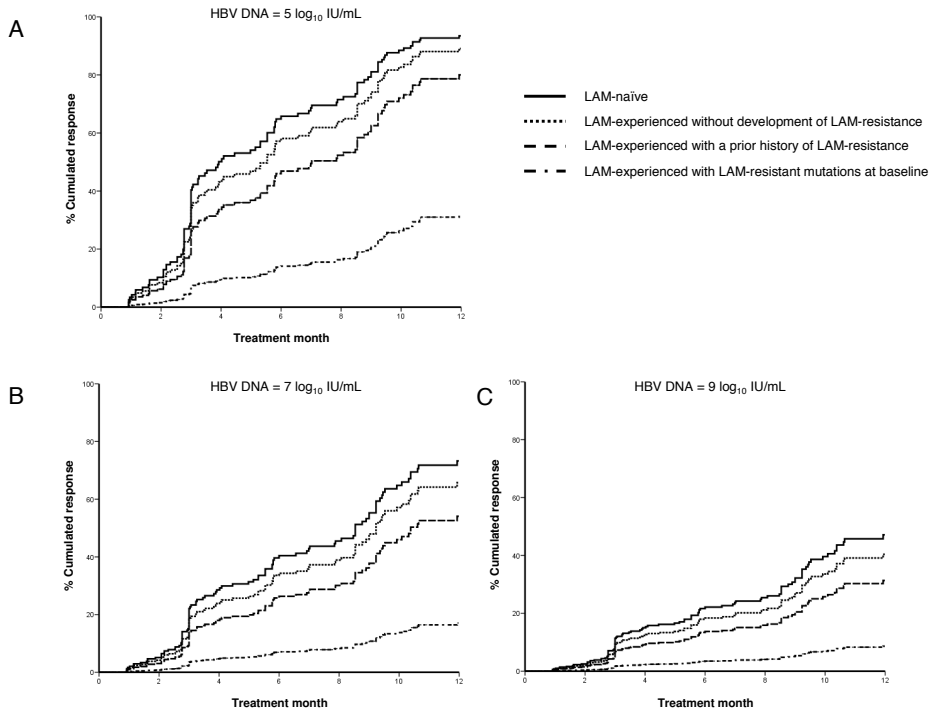 A
HBV DNA = 5 log₁₀ IU/mL
100
80
60
40
20
0
% Cumulated response
0 2 4 6 8 10 12
Treatment month
LAM-naïve
LAM-experienced without development of LAM-resistance
LAM-experienced with a prior history of LAM-resistance
LAM-experienced with LAM-resistant mutations at baseline
B
HBV DNA = 7 log₁₀ IU/mL
100
80
60
40
20
0
% Cumulated response
0 2 4 6 8 10 12
Treatment month
C
HBV DNA = 9 log₁₀ IU/mL
100
80
60
40
20
0
% Cumulated response
0 2 4 6 8 10 12
Treatment month